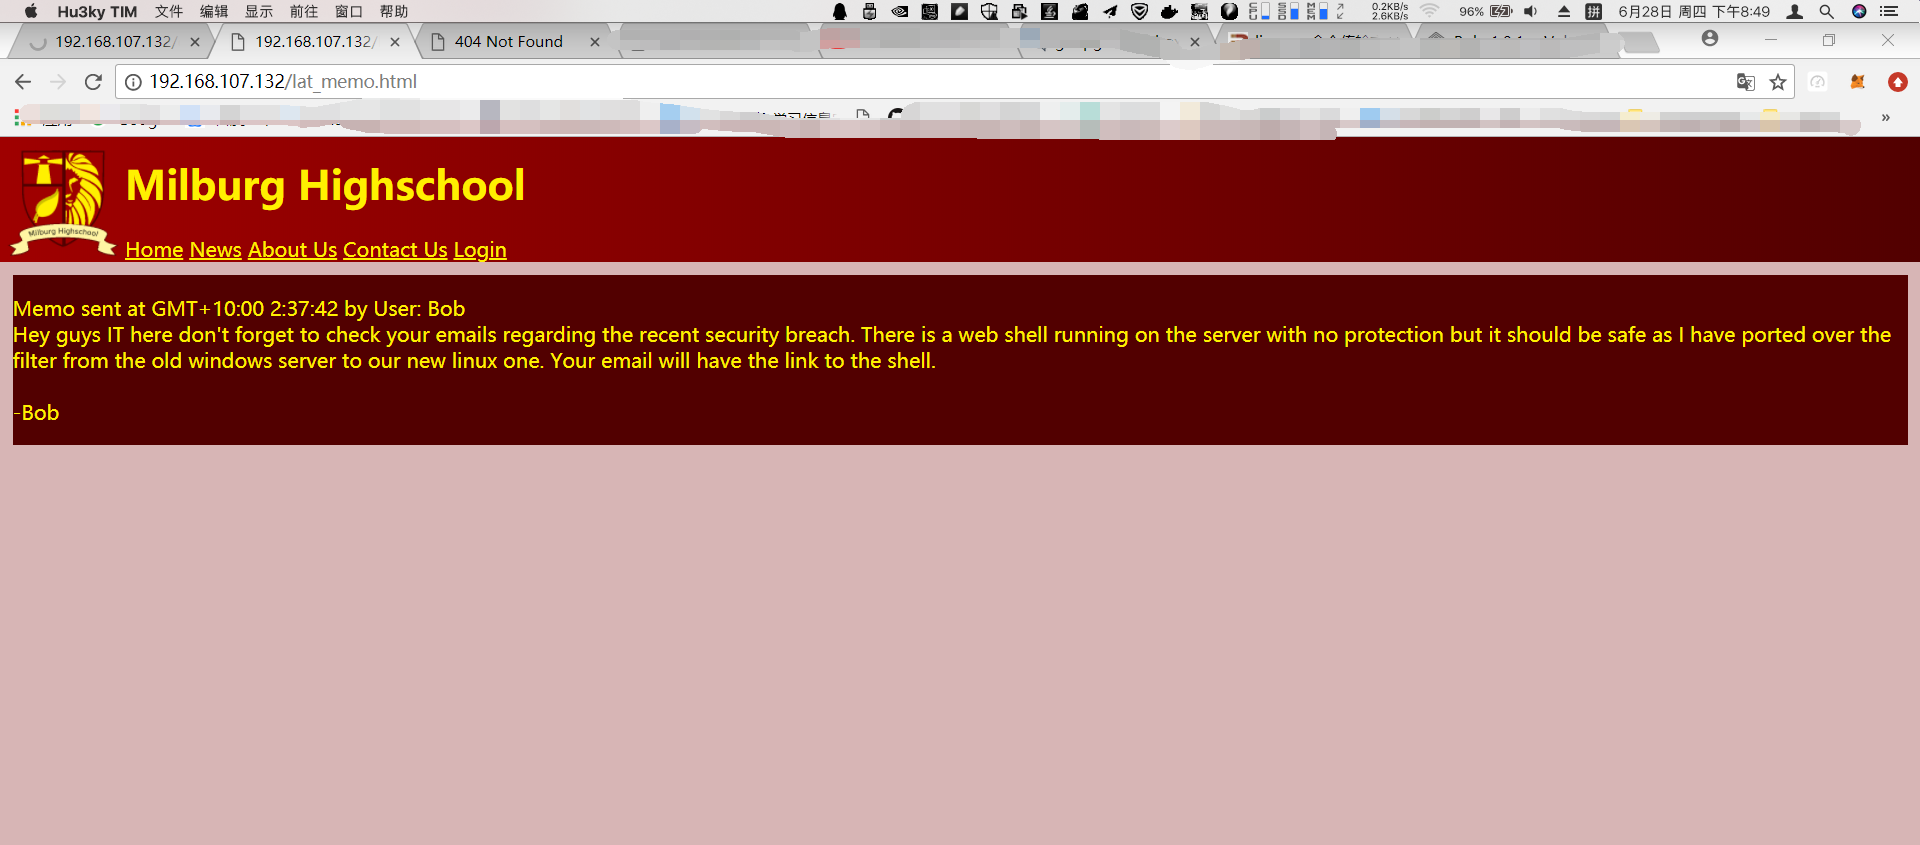 Hu3ky TIM 文件 编辑 显示 前往 窗口 帮助
0.2KB/s
2.6KB/s
96%
拼
6月28日 周四 下午8:49
192.168.107.132/
192.168.107.132/
404 Not Found
192.168.107.132/lat_memo.html
学习信息
Milburg Highschool
Milburg Highschool
Home News About Us Contact Us Login
Memo sent at GMT+10:00 2:37:42 by User: Bob
Hey guys IT here don't forget to check your emails regarding the recent security breach. There is a web shell running on the server with no protection but it should be safe as I have ported over the
filter from the old windows server to our new linux one. Your email will have the link to the shell.
-Bob